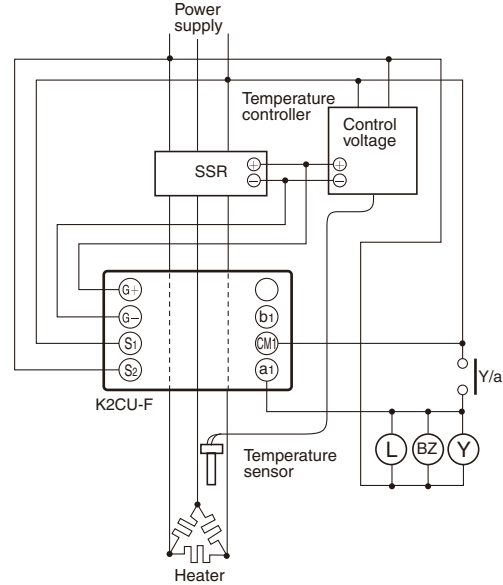 Power
supply
Temperature
controller
Control
voltage
SSR
+
−
+
−
G+
G−
S1
S2
b1
CM1
a1
K2CU-F
Y/a
L
BZ
Y
Temperature
sensor
Heater